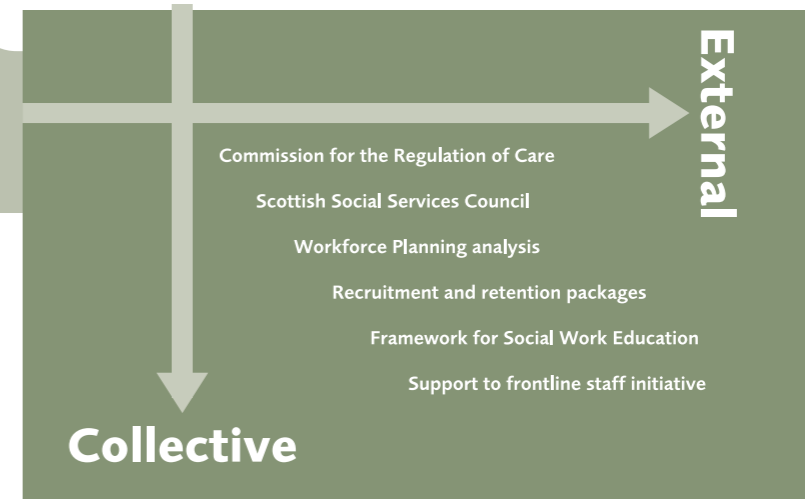 External
Commission for the Regulation of Care
Scottish Social Services Council
Workforce Planning analysis
Recruitment and retention packages
Framework for Social Work Education
Support to frontline staff initiative
Collective